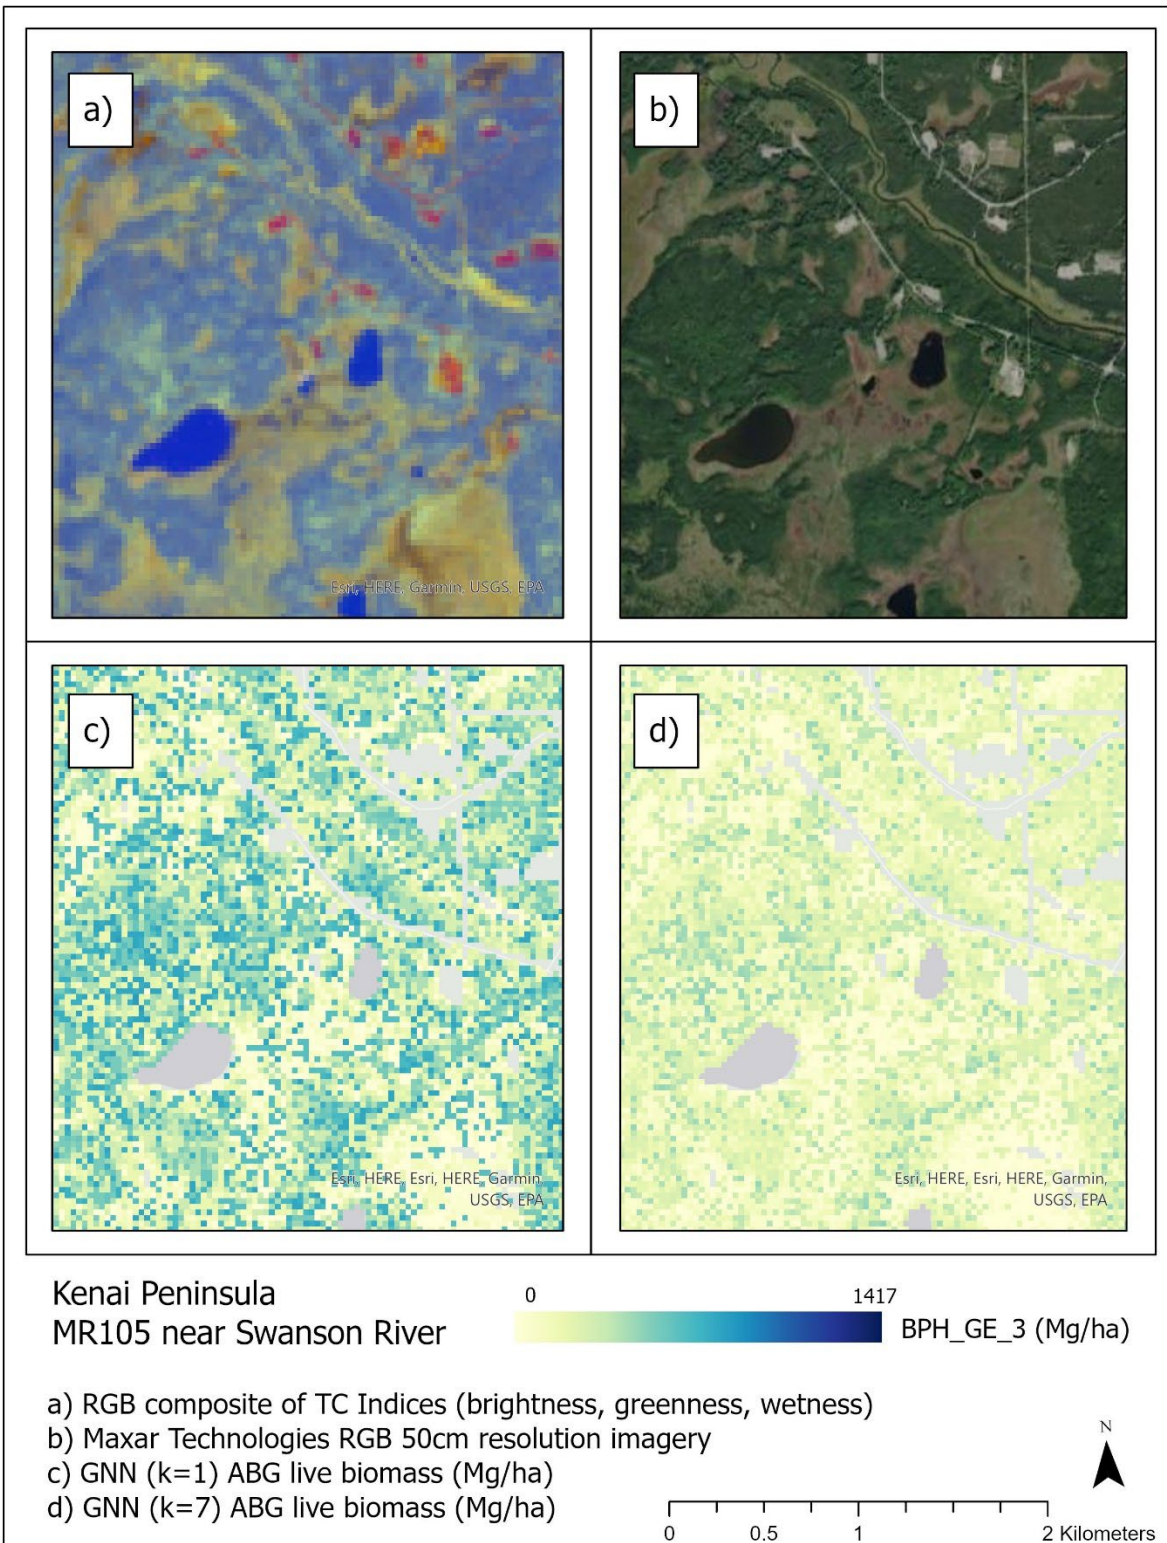 a)
b)
Esri, HERE, Garmin, USGS, EPA
c)
d)
Esri, HERE, Esri, HERE, Garmin,
USGS, EPA
Esri, HERE, Esri, HERE, Garmin,
USGS, EPA
Kenai Peninsula
MR105 near Swanson River
0
1417
BPH_GE_3 (Mg/ha)
a) RGB composite of TC Indices (brightness, greenness, wetness)
b) Maxar Technologies RGB 50cm resolution imagery
c) GNN (k=1) ABG live biomass (Mg/ha)
d) GNN (k=7) ABG live biomass (Mg/ha)
N
0 0.5 1 2 Kilometers